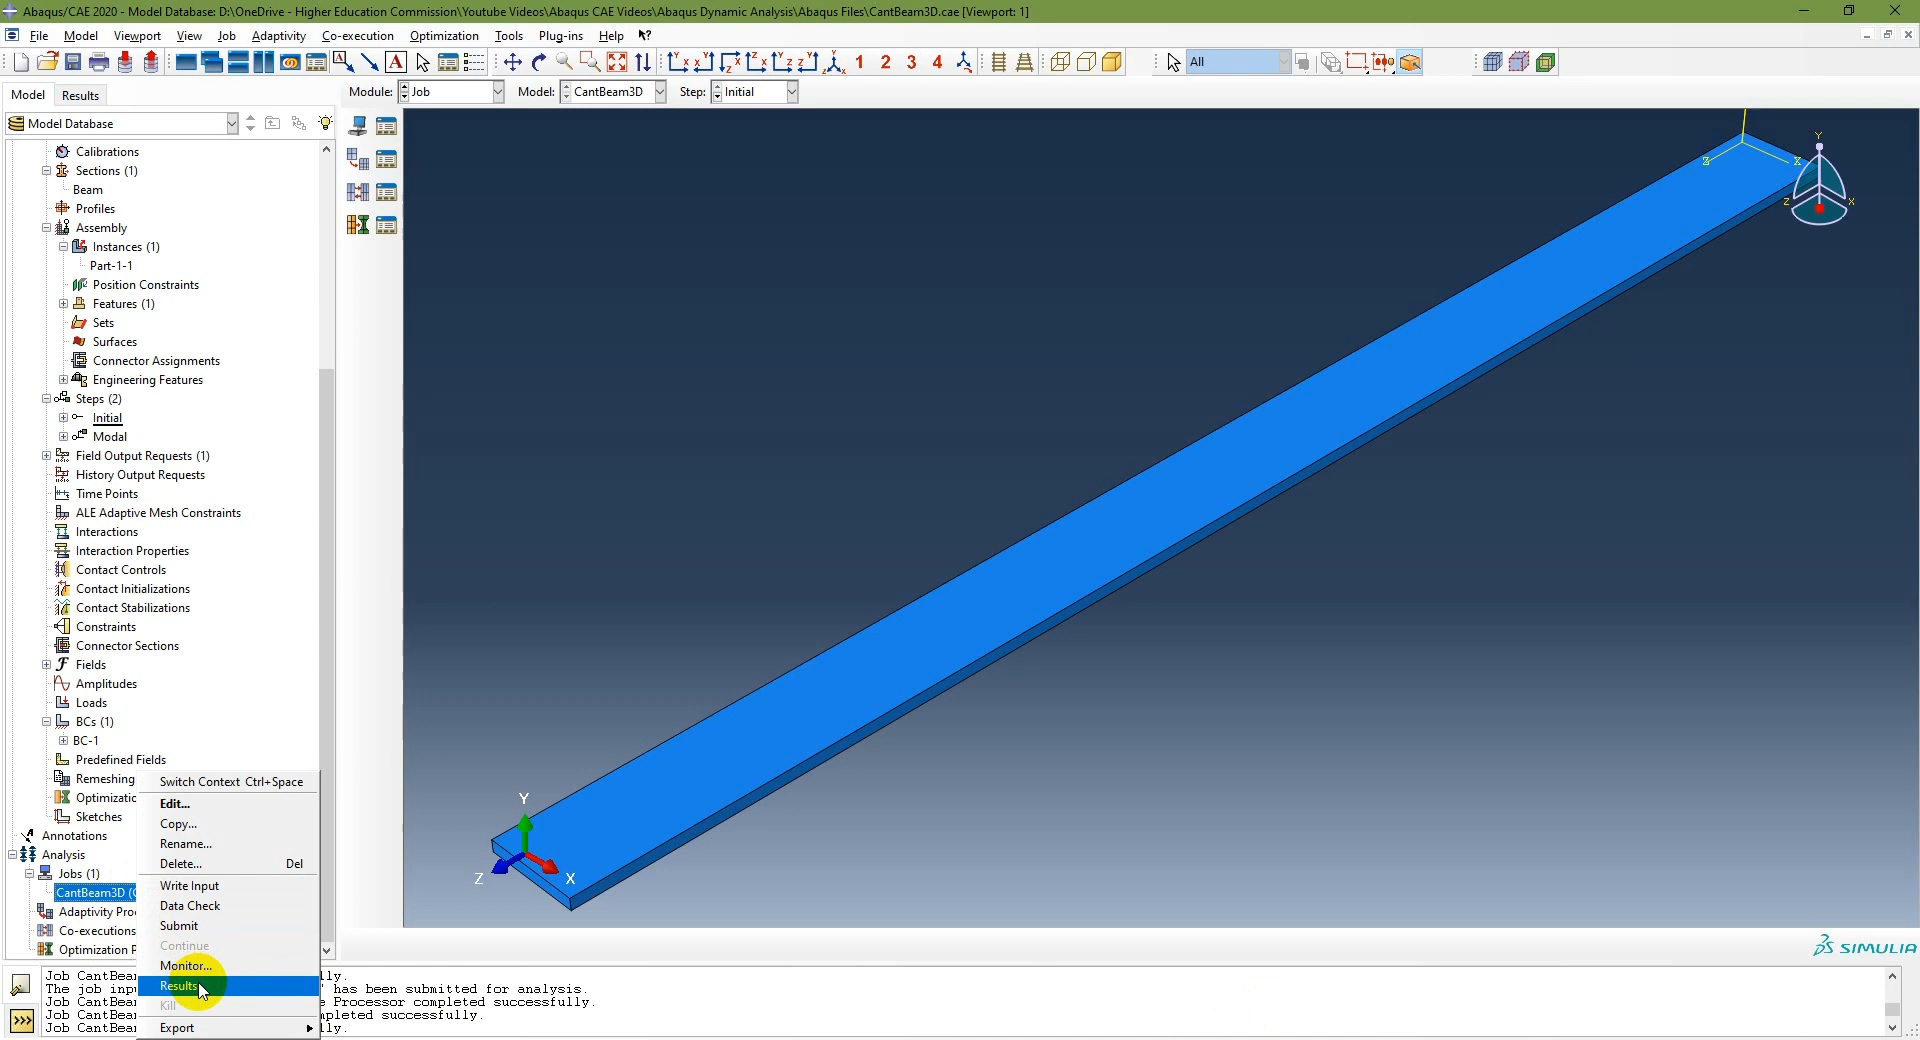 Abaqus/CAE 2020 - Model Database: D:\OneDrive - Higher Education Commission\Youtube Videos\Abaqus CAE Videos\Abaqus Dynamic Analysis\Abaqus Files\CantBeam3D.cae [Viewport: 1]
File Model Viewport View Job Adaptivity Co-execution Optimization Tools Plug-ins Help
1 2 3 4 All
Model Results
Module: Job Model: CantBeam3D Step: Initial
Model Database
Calibrations
Sections (1)
Beam
Profiles
Assembly
Instances (1)
Part-1-1
Position Constraints
Features (1)
Sets
Surfaces
Connector Assignments
Engineering Features
Steps (2)
Initial
Modal
Field Output Requests (1)
History Output Requests
Time Points
ALE Adaptive Mesh Constraints
Interactions
Interaction Properties
Contact Controls
Contact Initializations
Contact Stabilizations
Constraints
Connector Sections
Fields
Amplitudes
Loads
BCs (1)
BC-1
Predefined Fields
Remeshing
Optimizatic
Sketches
Annotations
Analysis
Jobs (1)
CantBeam3D (
Adaptivity Pro
Co-executions
Optimization P
Switch Context Ctrl+Space
Edit...
Copy...
Rename...
Delete... Del
Write Input
Data Check
Submit
Continue
Monitor...
Results
Kill
Export
Z X
Y
Z X
Y
Z X
SIMULIA
Job CantBea lly.
The job inp ' has been submitted for analysis.
Job CantBea e Processor completed successfully.
Job CantBea mpleted successfully.
Job CantBea lly.